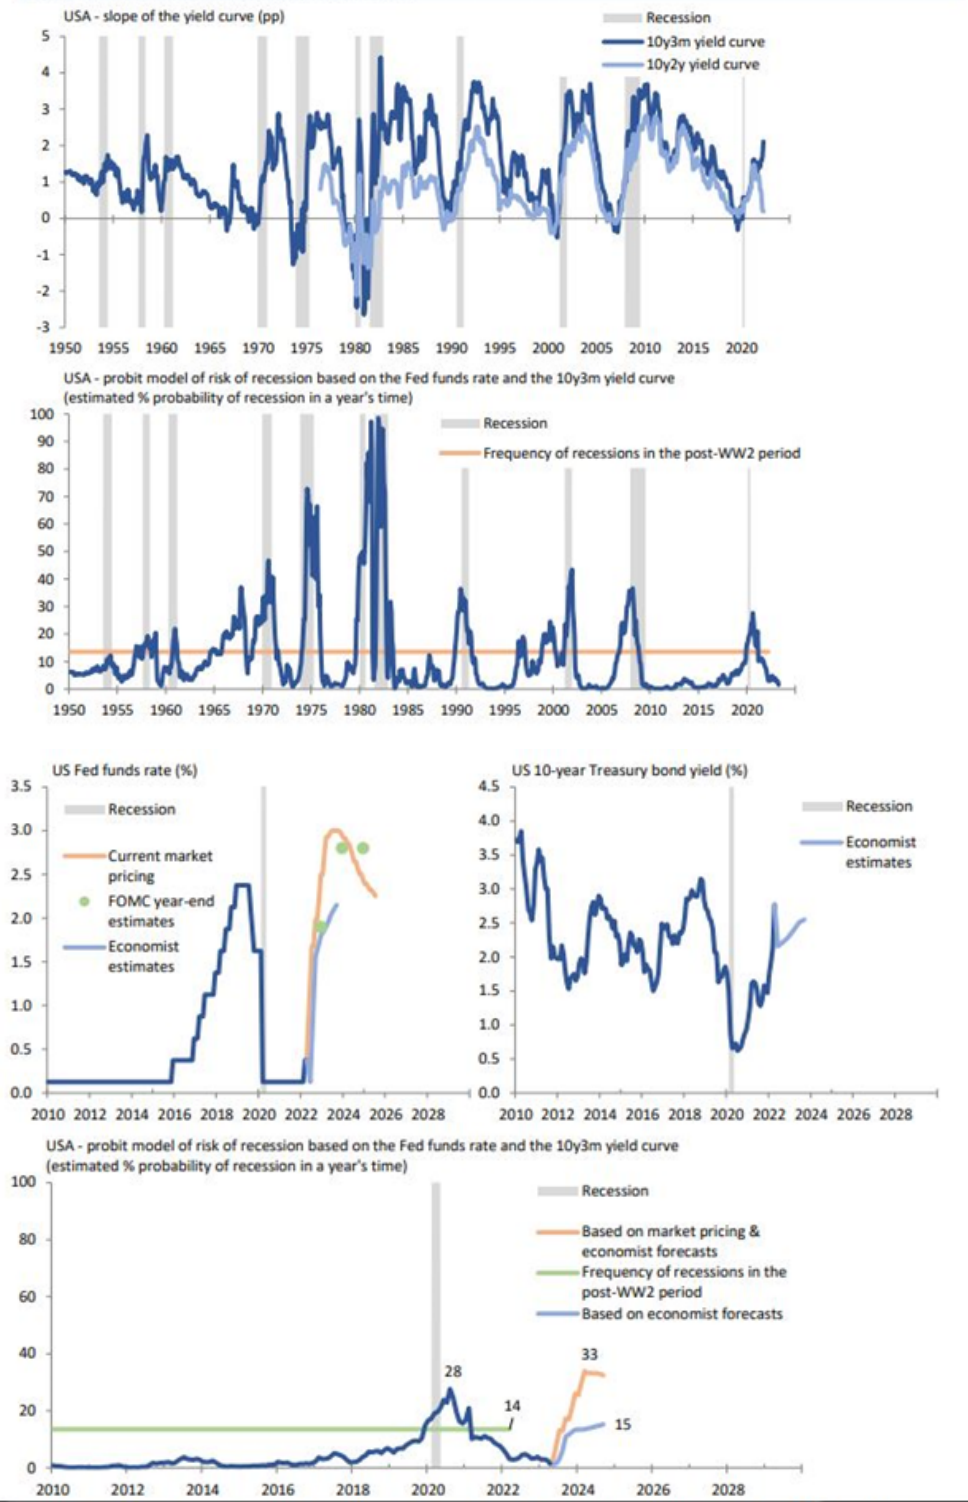 USA - slope of the yield curve (pp)
Recession
10y3m yield curve
10y2y yield curve
5
4
3
2
1
0
-1
-2
-3
1950 1955 1960 1965 1970 1975 1980 1985 1990 1995 2000 2005 2010 2015 2020
USA - probit model of risk of recession based on the Fed funds rate and the 10y3m yield curve
(estimated % probability of recession in a year's time)
100
90
80
70
60
50
40
30
20
10
0
Recession
Frequency of recessions in the post-WW2 period
1950 1955 1960 1965 1970 1975 1980 1985 1990 1995 2000 2005 2010 2015 2020
US Fed funds rate (%)
3.5
3.0
2.5
2.0
1.5
1.0
0.5
0.0
Recession
Current market
pricing
FOMC year-end
estimates
Economist
estimates
2010 2012 2014 2016 2018 2020 2022 2024 2026 2028
US 10-year Treasury bond yield (%)
4.5
4.0
3.5
3.0
2.5
2.0
1.5
1.0
0.5
0.0
Recession
Economist
estimates
2010 2012 2014 2016 2018 2020 2022 2024 2026 2028
USA - probit model of risk of recession based on the Fed funds rate and the 10y3m yield curve
(estimated % probability of recession in a year's time)
100
80
60
40
20
0
Recession
Based on market pricing &
economist forecasts
Frequency of recessions in the
post-WW2 period
Based on economist forecasts
28
14
33
15
2010 2012 2014 2016 2018 2020 2022 2024 2026 2028